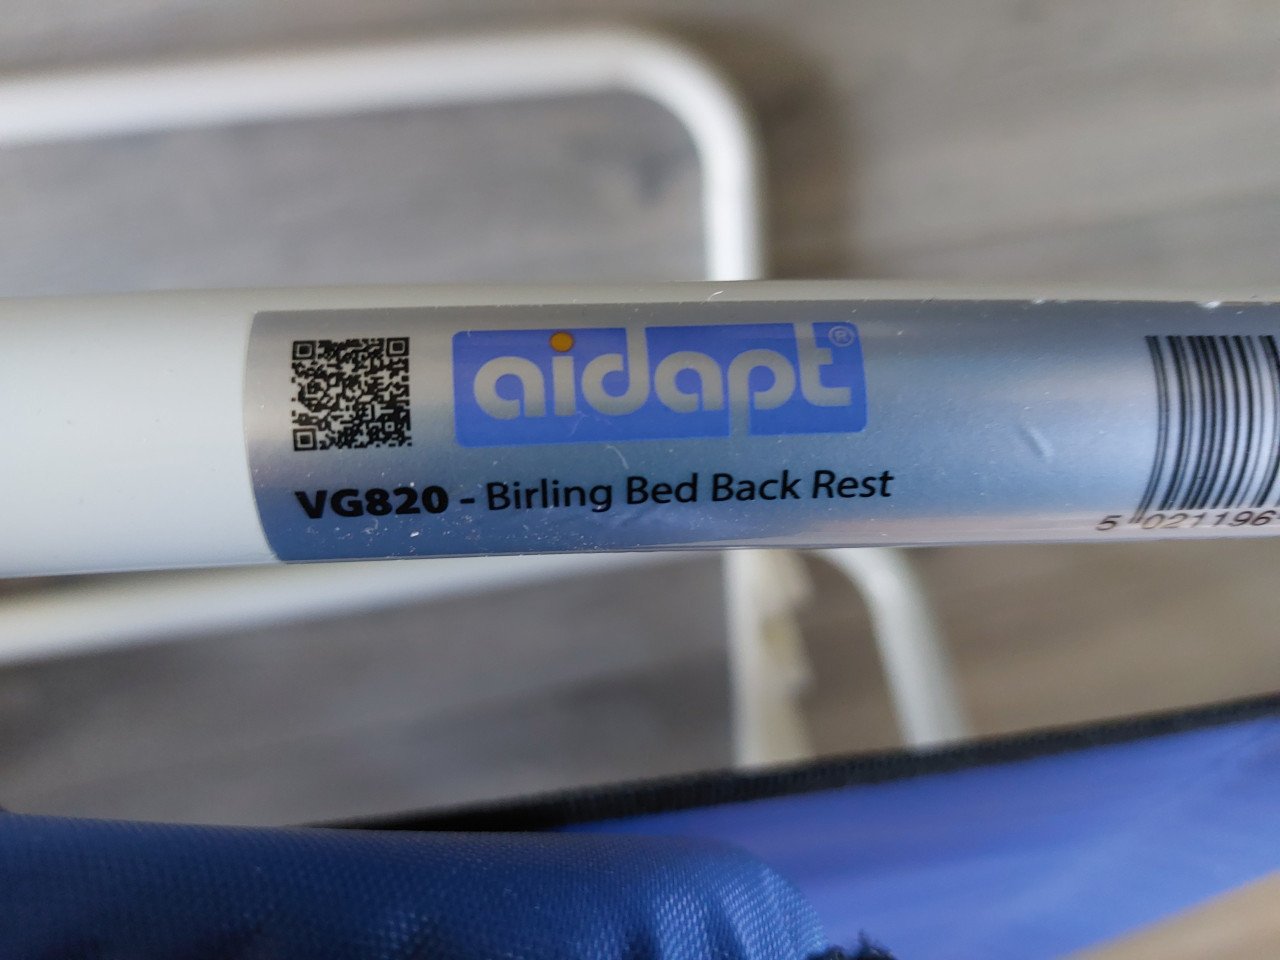 aidapt®
VG820 - Birling Bed Back Rest
5 021196